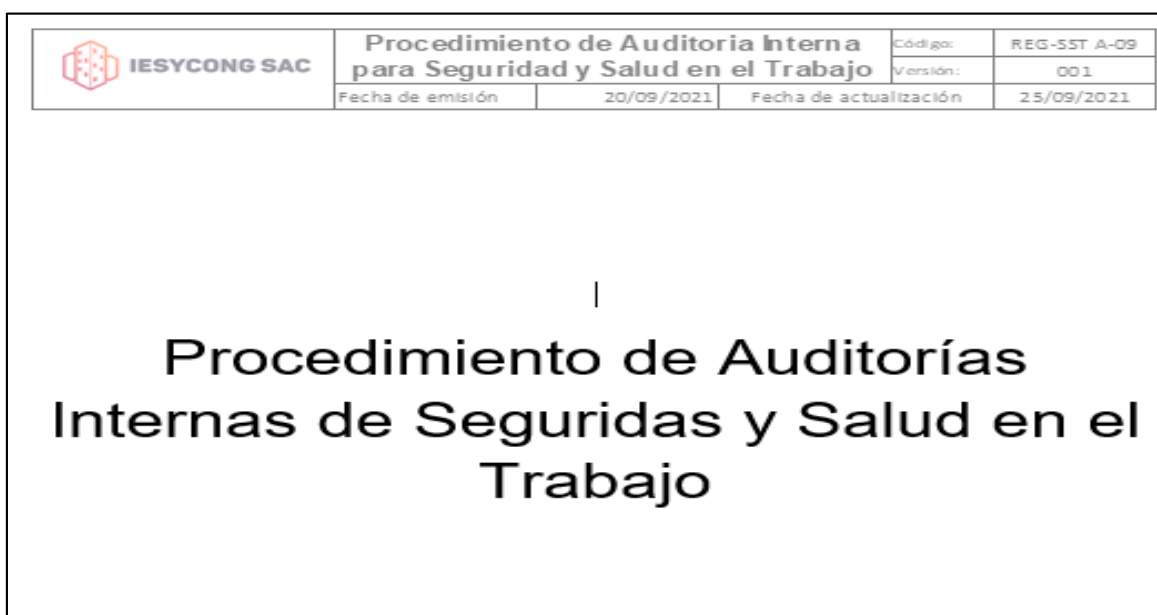 IESYCONG SAC
Procedimiento de Auditoria Interna
para Seguridad y Salud en el Trabajo
Código:
REG-SST A-09
Versión:
001
Fecha de emisión
20/09/2021
Fecha de actualización
25/09/2021
Procedimiento de Auditorías
Internas de Seguridas y Salud en el
Trabajo